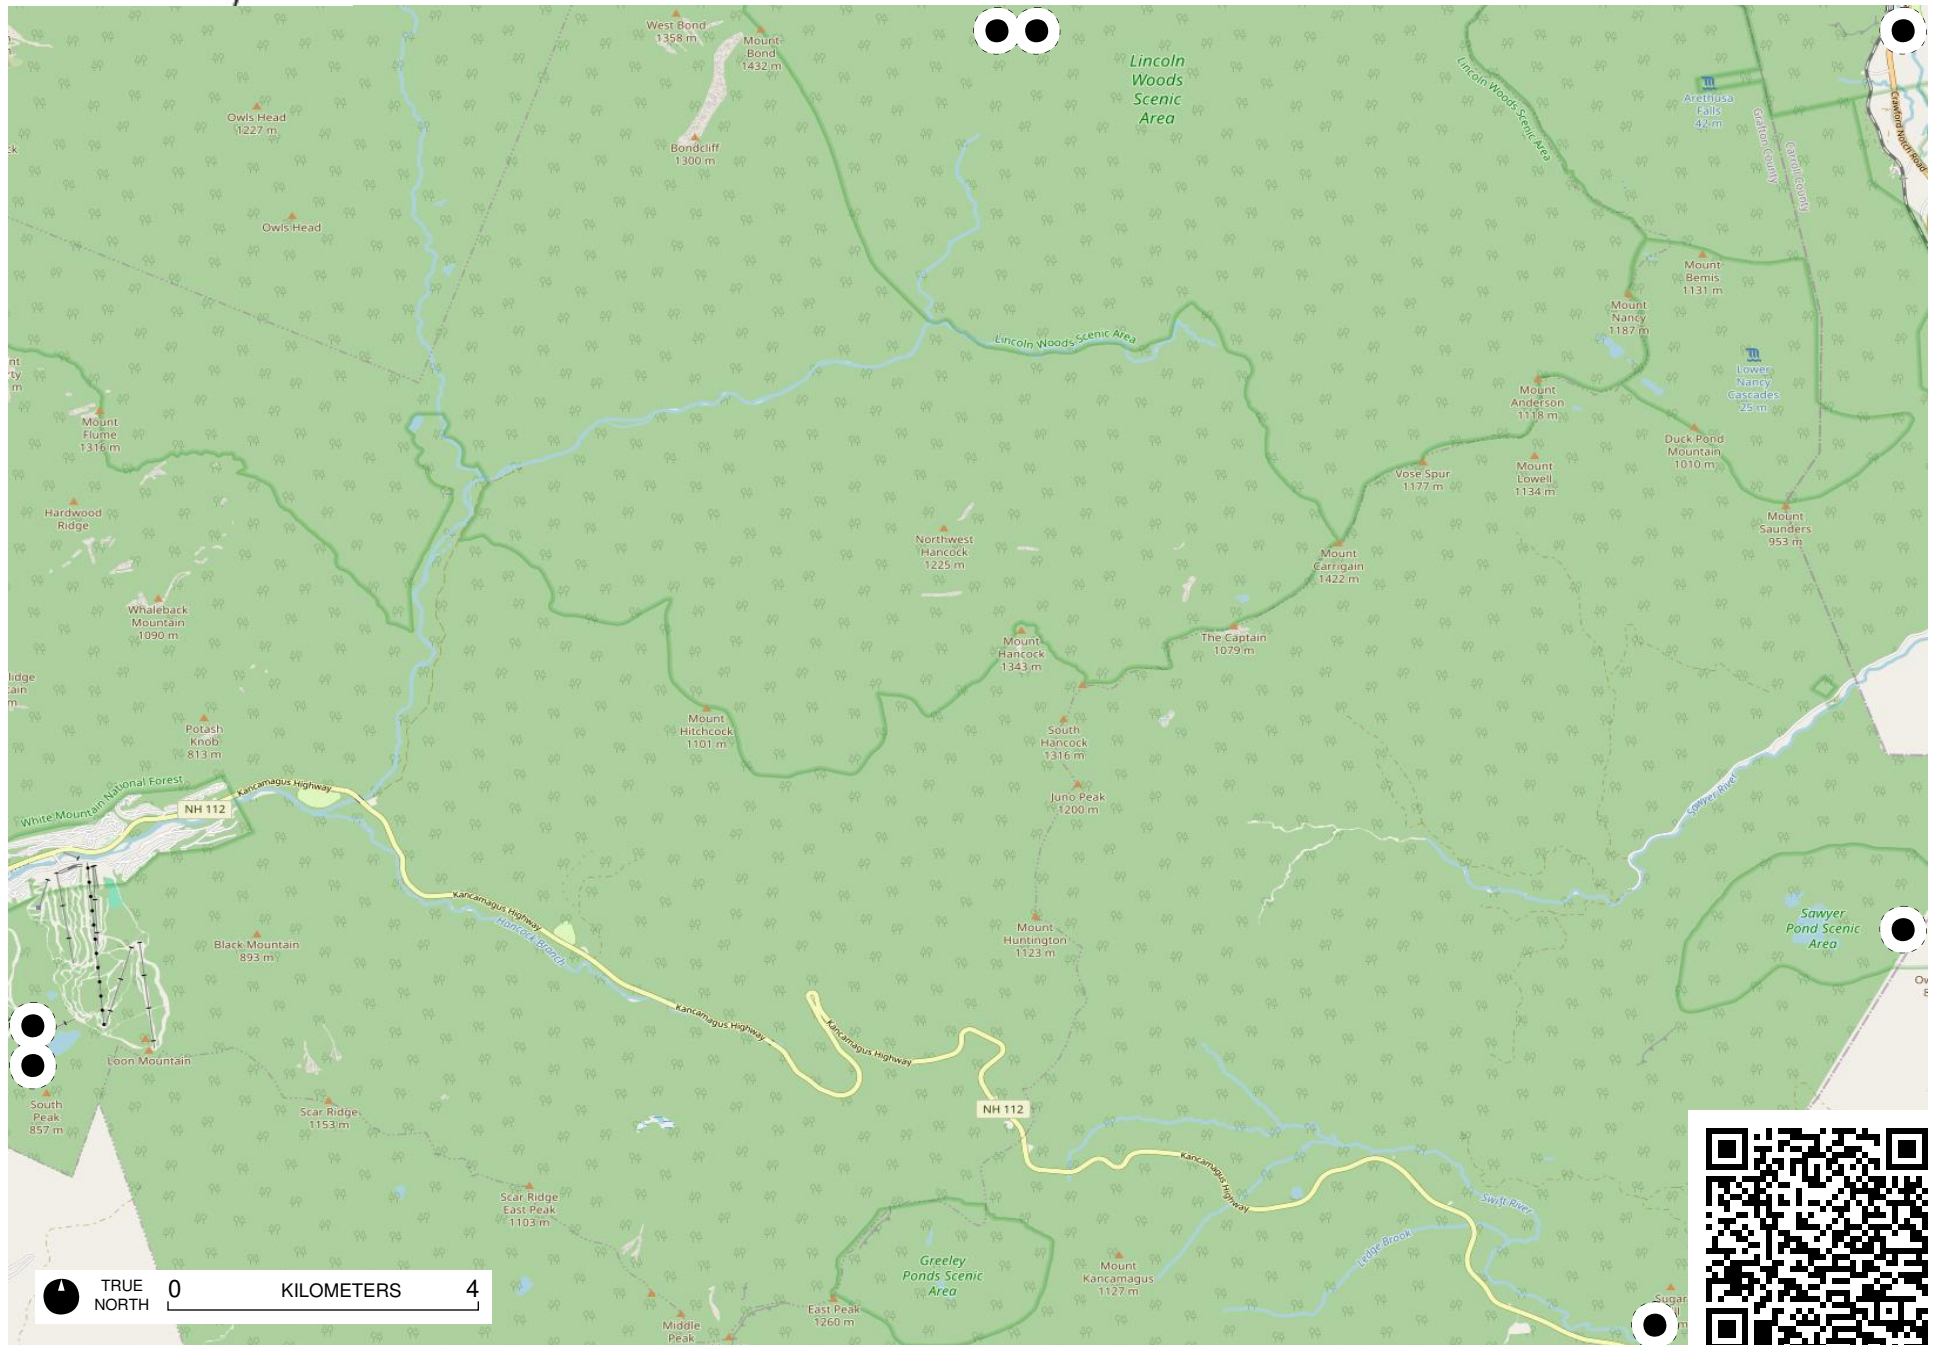 West Bond
1358 m
Mount
Bond
1432 m
Lincoln
Woods
Scenic
Area
Lincoln Woods Scenic Area
Arethusa
Falls
42 m
Crawford Notch Road
Grafton County
Carroll County
Owls Head
1227 m
Bondcliff
1300 m
Owls Head
Mount
Bemis
1131 m
Mount
Nancy
1187 m
Lincoln Woods Scenic Area
Lower
Nancy
Cascades
25 m
Mount
Anderson
1118 m
Mount
Flume
1316 m
Duck Pond
Mountain
1010 m
Vose Spur
1177 m
Mount
Lowell
1134 m
Hardwood
Ridge
Mount
Saunders
953 m
Northwest
Hancock
1225 m
Mount
Carrigain
1422 m
Whaleback
Mountain
1090 m
Mount
Hancock
1343 m
The Captain
1079 m
Potash
Knob
813 m
Mount
Hitchcock
1101 m
South
Hancock
1316 m
Juno Peak
1200 m
White Mountain National Forest
NH 112
Kancamagus Highway
Sawyer River
Kancamagus Highway
Hancock Branch
Black Mountain
893 m
Mount
Huntington
1123 m
Sawyer
Pond Scenic
Area
Kancamagus Highway
Kancamagus Highway
Loon Mountain
South
Peak
857 m
Scar Ridge
1153 m
NH 112
Kancamagus Highway
Scar Ridge
East Peak
1103 m
Swift River
Ledge Brook
Greeley
Ponds Scenic
Area
Mount
Kancamagus
1127 m
East Peak
1260 m
Middle
Peak
Sugar
TRUE
NORTH
0 KILOMETERS 4